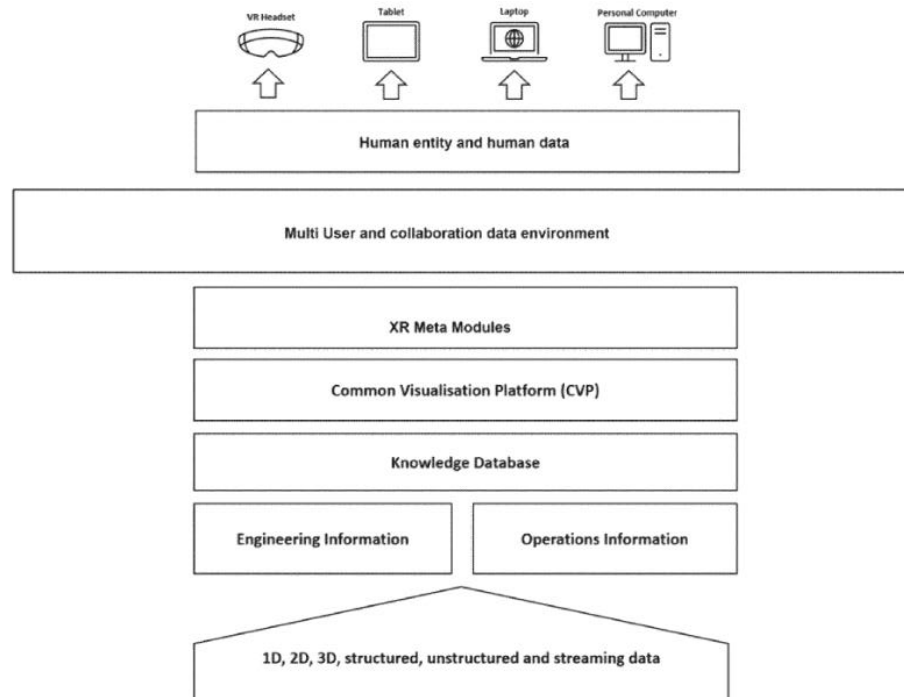 VR Headset
Tablet
Laptop
Personal Computer
Human entity and human data
Multi User and collaboration data environment
XR Meta Modules
Common Visualisation Platform (CVP)
Knowledge Database
Engineering Information
Operations Information
1D, 2D, 3D, structured, unstructured and streaming data